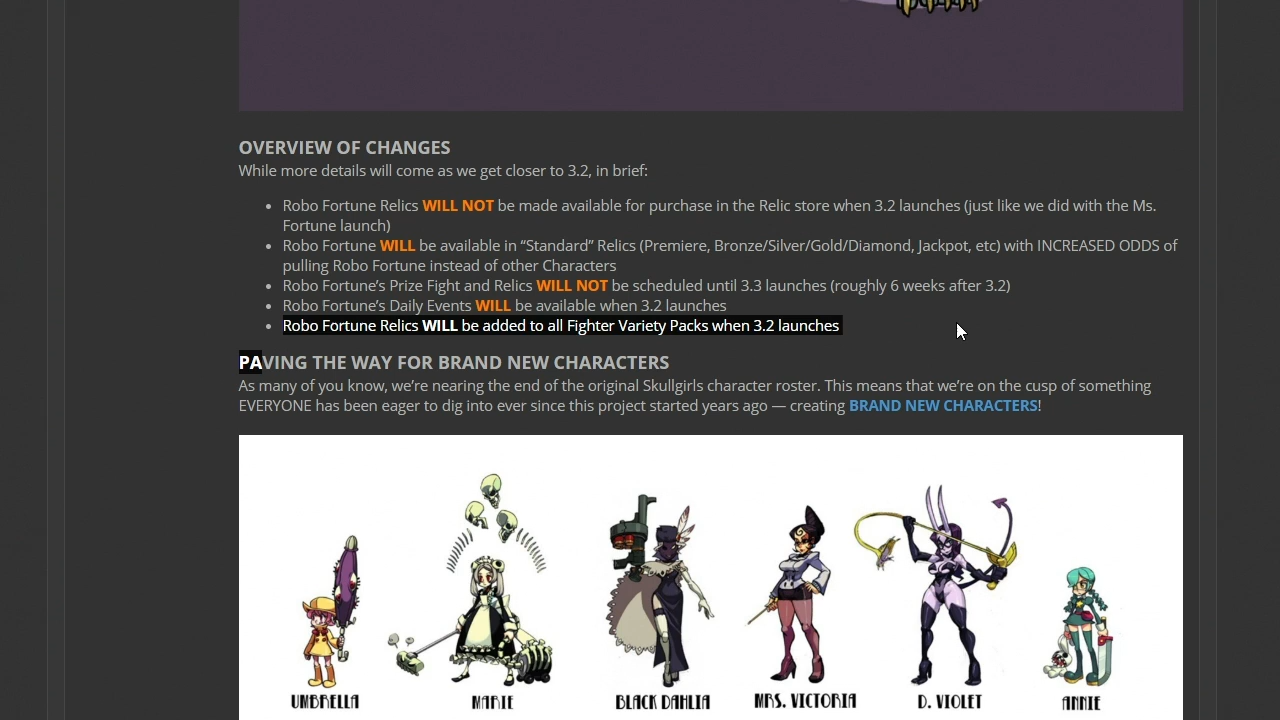 OVERVIEW OF CHANGES
While more details will come as we get closer to 3.2, in brief:
• Robo Fortune Relics WILL NOT be made available for purchase in the Relic store when 3.2 launches (just like we did with the Ms.
Fortune launch)
• Robo Fortune WILL be available in “Standard” Relics (Premiere, Bronze/Silver/Gold/Diamond, Jackpot, etc) with INCREASED ODDS of
pulling Robo Fortune instead of other Characters
• Robo Fortune’s Prize Fight and Relics WILL NOT be scheduled until 3.3 launches (roughly 6 weeks after 3.2)
• Robo Fortune’s Daily Events WILL be available when 3.2 launches
• Robo Fortune Relics WILL be added to all Fighter Variety Packs when 3.2 launches
PAVING THE WAY FOR BRAND NEW CHARACTERS
As many of you know, we’re nearing the end of the original Skullgirls character roster. This means that we’re on the cusp of something
EVERYONE has been eager to dig into ever since this project started years ago — creating BRAND NEW CHARACTERS!
UMBRELLA MARIE BLACK DAHLIA MRS. VICTORIA D. VIOLET ANNIE